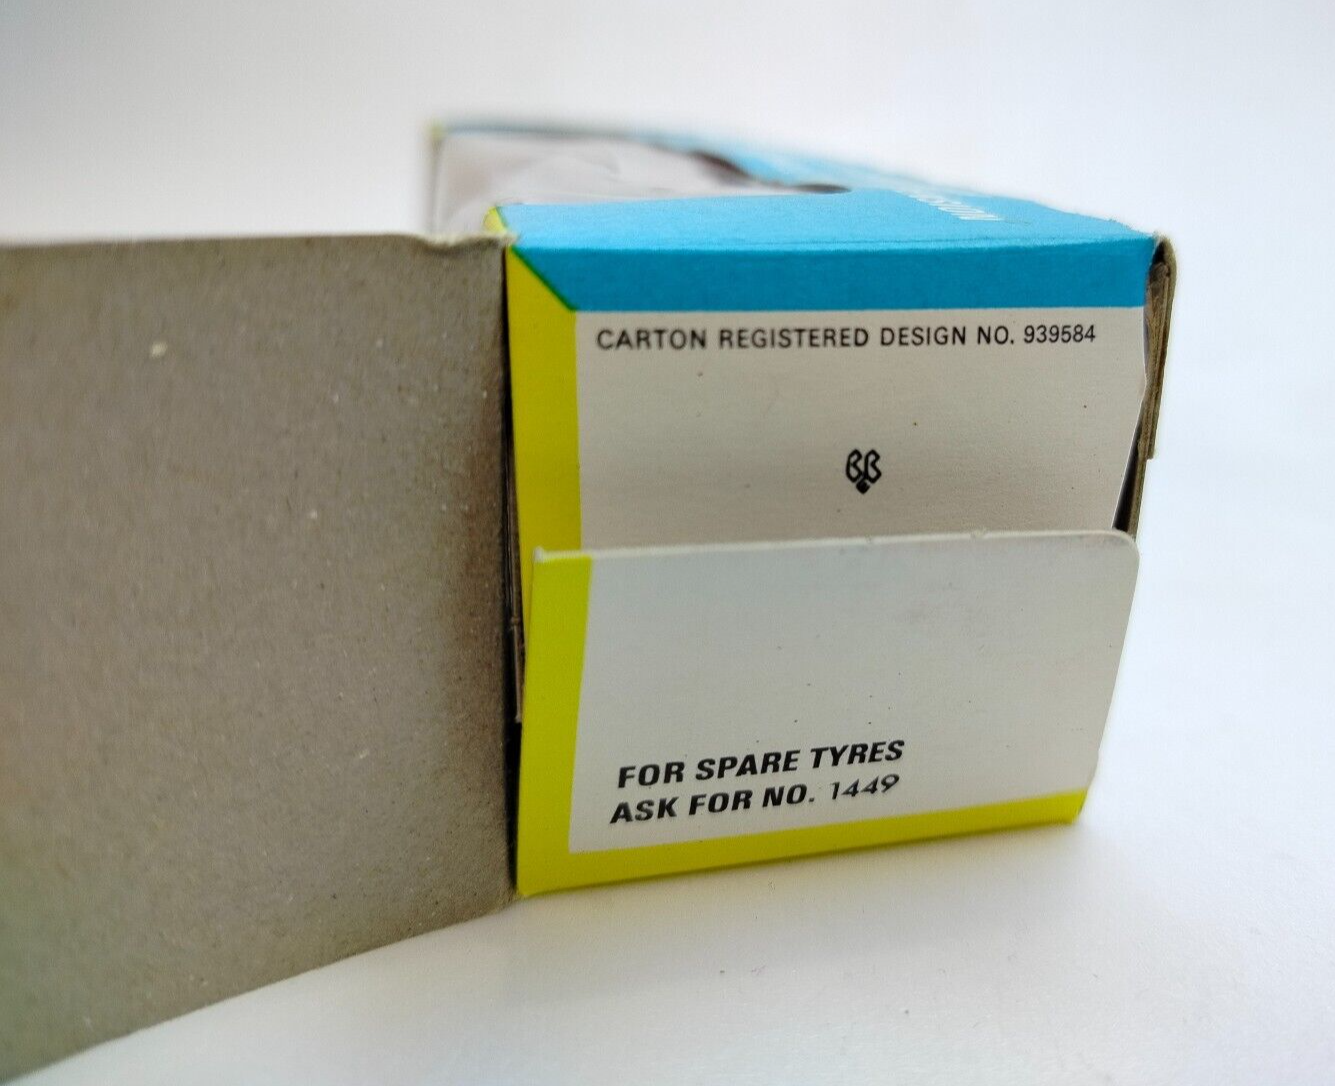 CARTON REGISTERED DESIGN NO. 939584
FOR SPARE TYRES
ASK FOR NO. 1449